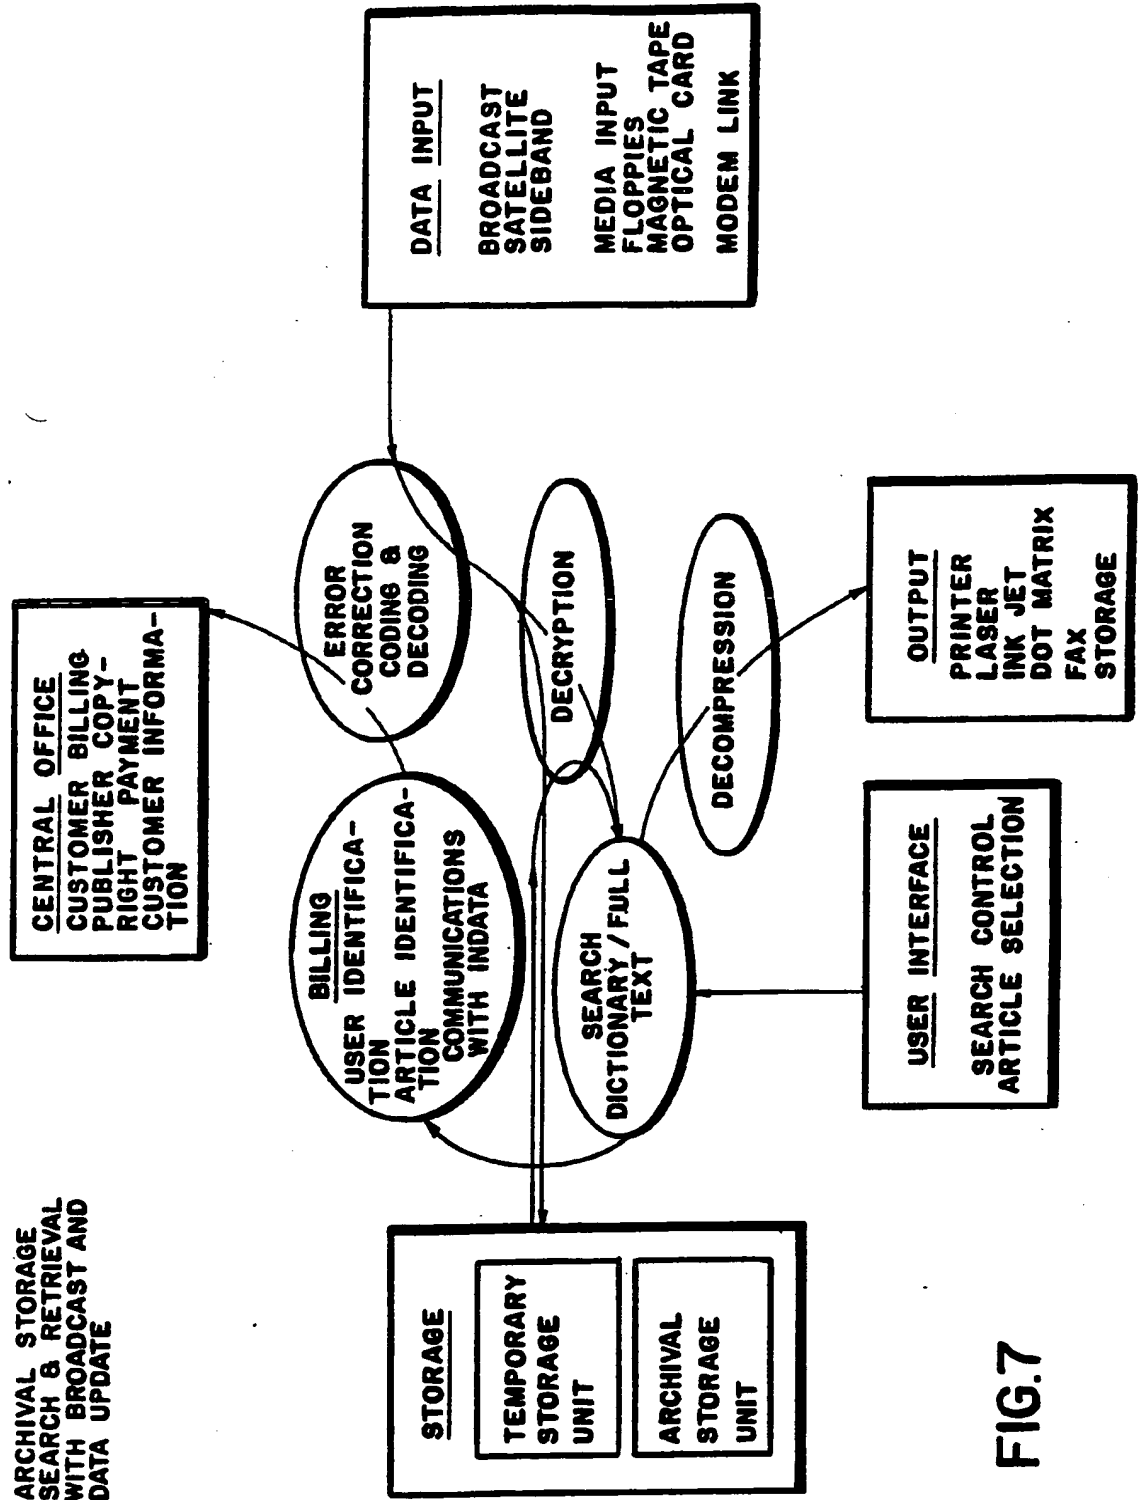 ARCHIVAL STORAGE
SEARCH & RETRIEVAL
WITH BROADCAST AND
DATA UPDATE
CENTRAL OFFICE
CUSTOMER BILLING
PUBLISHER COPY-
RIGHT PAYMENT
CUSTOMER INFORMA-
TION
BILLING
USER IDENTIFICA-
TION
ARTICLE IDENTIFICA-
TION
COMMUNICATIONS
WITH INDATA
ERROR
CORRECTION
CODING &
DECODING
DATA INPUT
BROADCAST
SATELLITE
SIDEBAND
MEDIA INPUT
FLOPPIES
MAGNETIC TAPE
OPTICAL CARD
MODEM LINK
STORAGE
TEMPORARY
STORAGE
UNIT
ARCHIVAL
STORAGE
UNIT
SEARCH
DICTIONARY/FULL
TEXT
DECRYPTION
DECOMPRESSION
USER INTERFACE
SEARCH CONTROL
ARTICLE SELECTION
OUTPUT
PRINTER
LASER
INK JET
DOT MATRIX
FAX
STORAGE
FIG.7